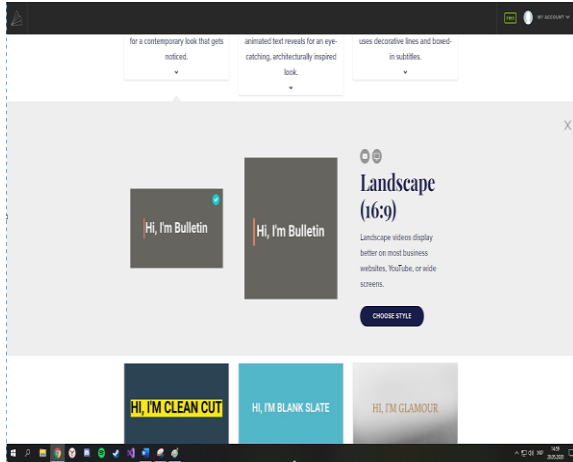 FREE
MY ACCOUNT
for a contemporary look that gets
noticed.
animated text reveals for an eye-
catching, architecturally inspired
look.
uses decorative lines and boxed-
in subtitles.
X
Hi, I'm Bulletin
Hi, I'm Bulletin
Landscape
(16:9)
Landscape videos display
better on most business
websites, YouTube, or wide
screens.
CHOOSE STYLE
HI, I'M CLEAN CUT
HI, I'M BLANK SLATE
HI, I'M GLAMOUR